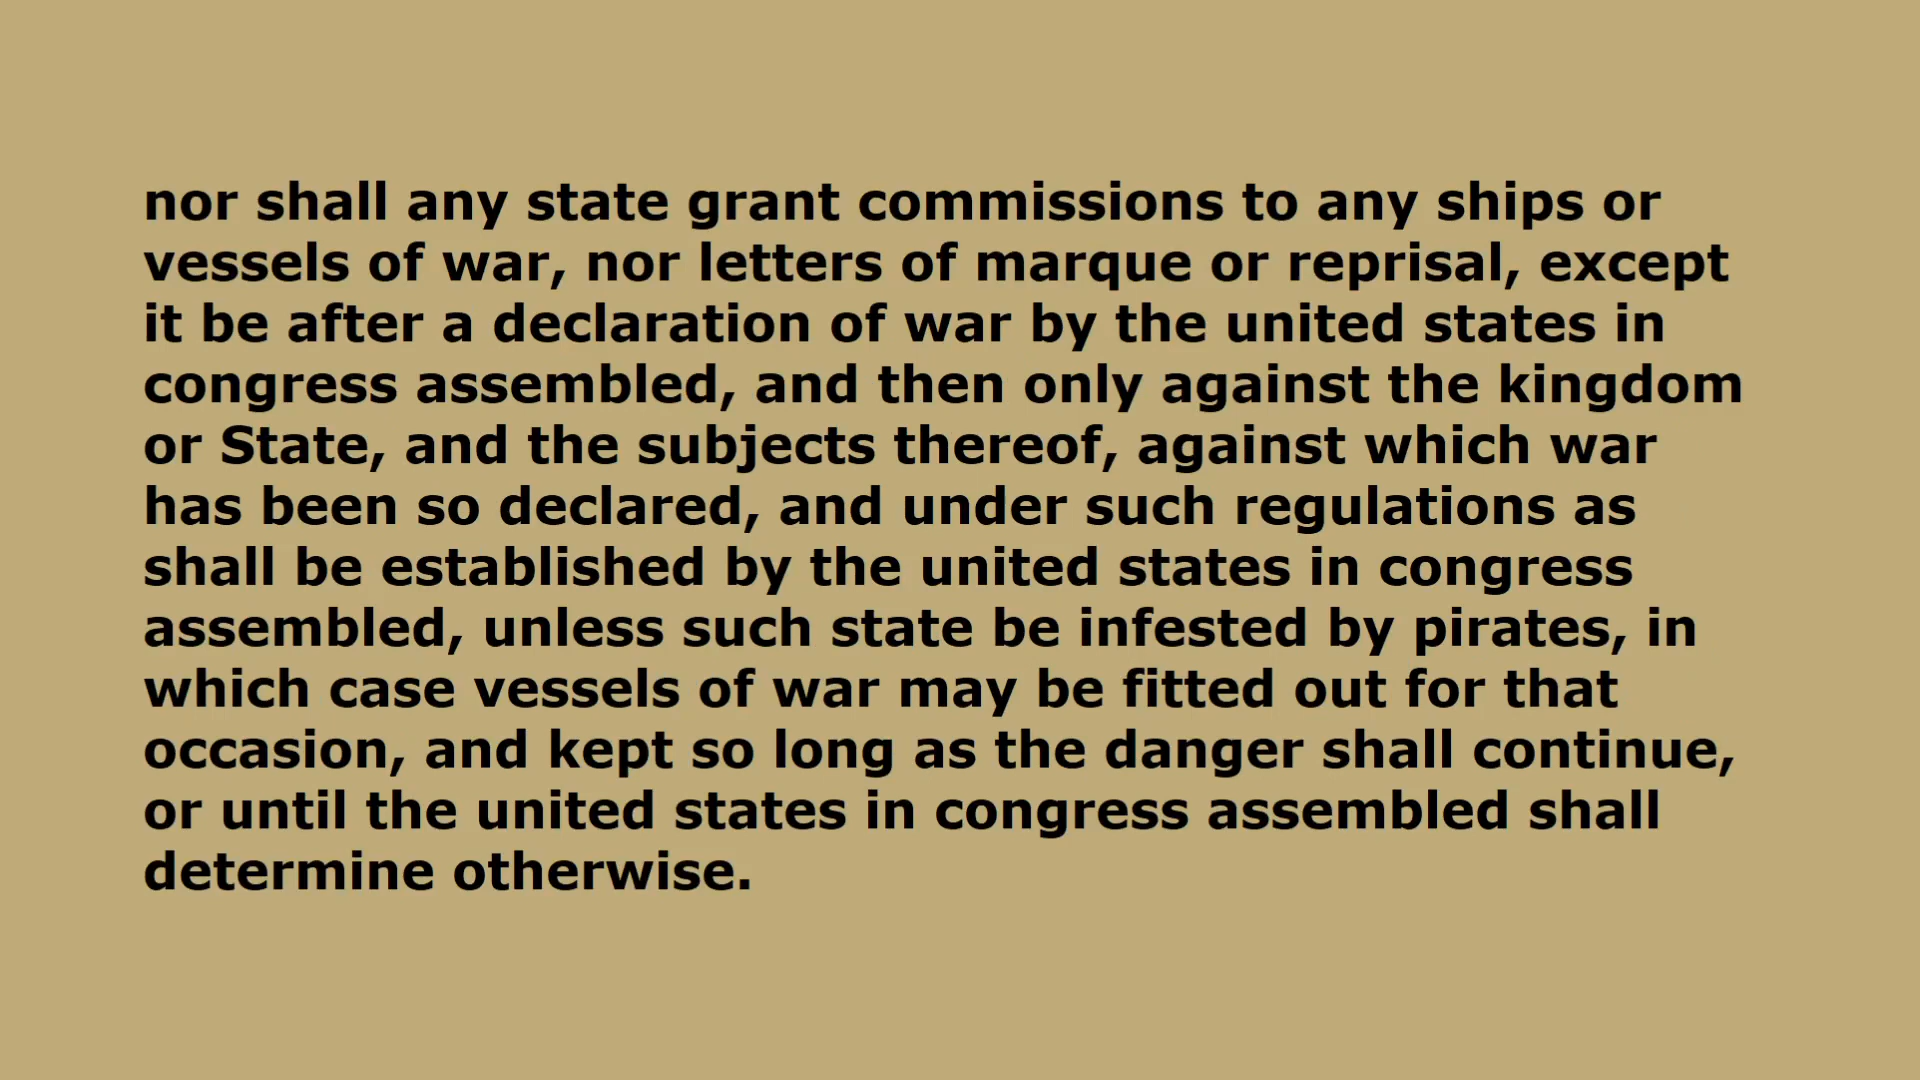 nor shall any state grant commissions to any ships or
vessels of war, nor letters of marque or reprisal, except
it be after a declaration of war by the united states in
congress assembled, and then only against the kingdom
or State, and the subjects thereof, against which war
has been so declared, and under such regulations as
shall be established by the united states in congress
assembled, unless such state be infested by pirates, in
which case vessels of war may be fitted out for that
occasion, and kept so long as the danger shall continue,
or until the united states in congress assembled shall
determine otherwise.